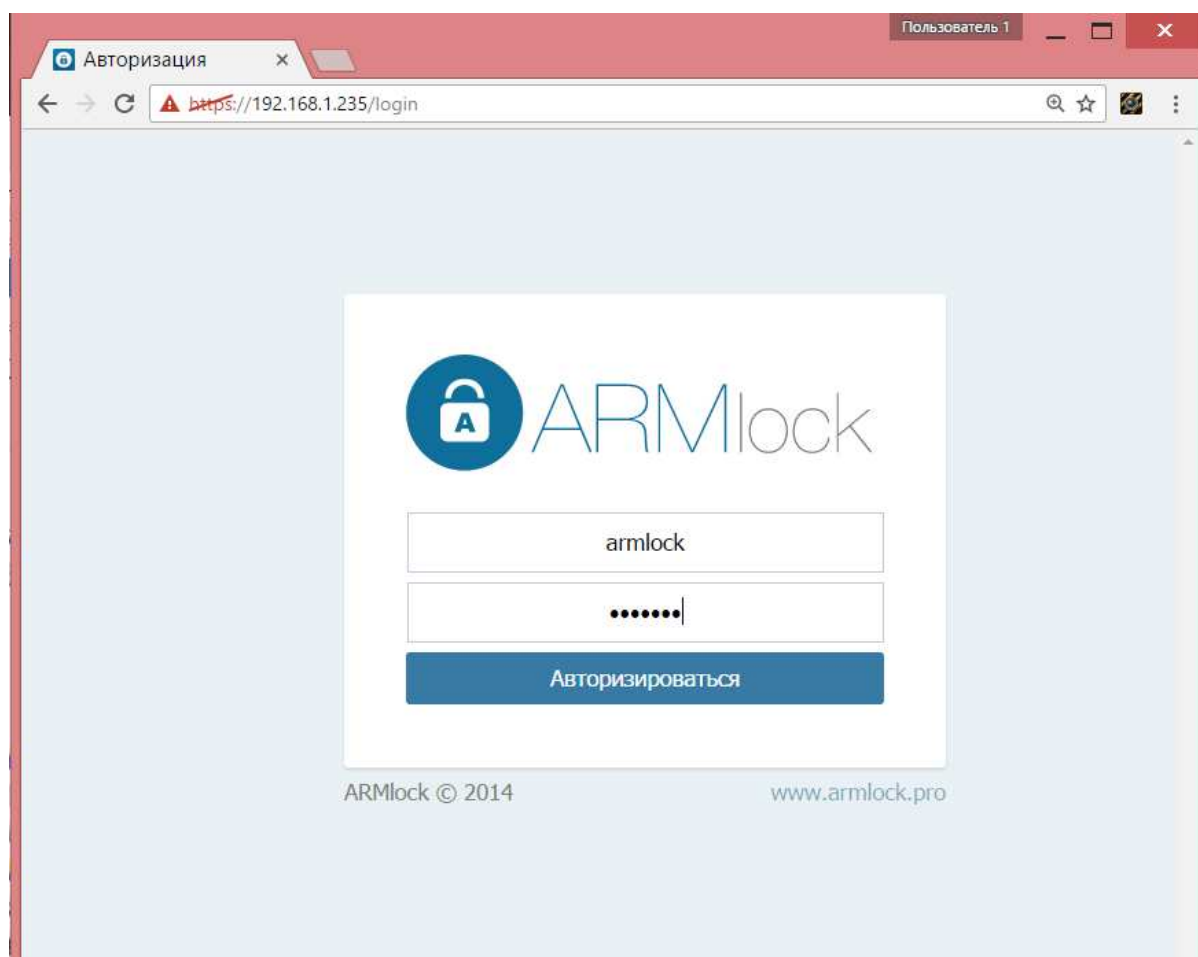 Пользователь 1
Авторизация
https://192.168.1.235/login
A ARMlock
armlock
•••••••
Авторизироваться
ARMlock © 2014 www.armlock.pro